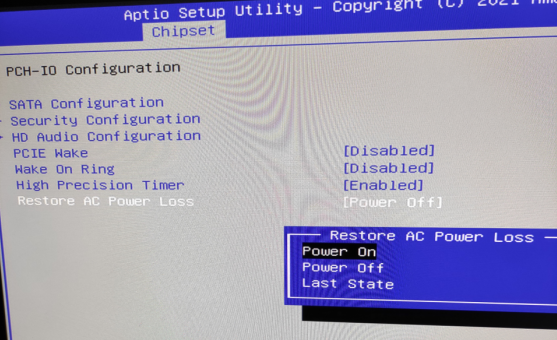 Aptio Setup Utility - Copyright (C) 2021
Chipset
PCH-IO Configuration
SATA Configuration
Security Configuration
HD Audio Configuration
PCIE Wake [Disabled]
Wake On Ring [Disabled]
High Precision Timer [Enabled]
Restore AC Power Loss [Power Off]
Restore AC Power Loss
Power On
Power Off
Last State